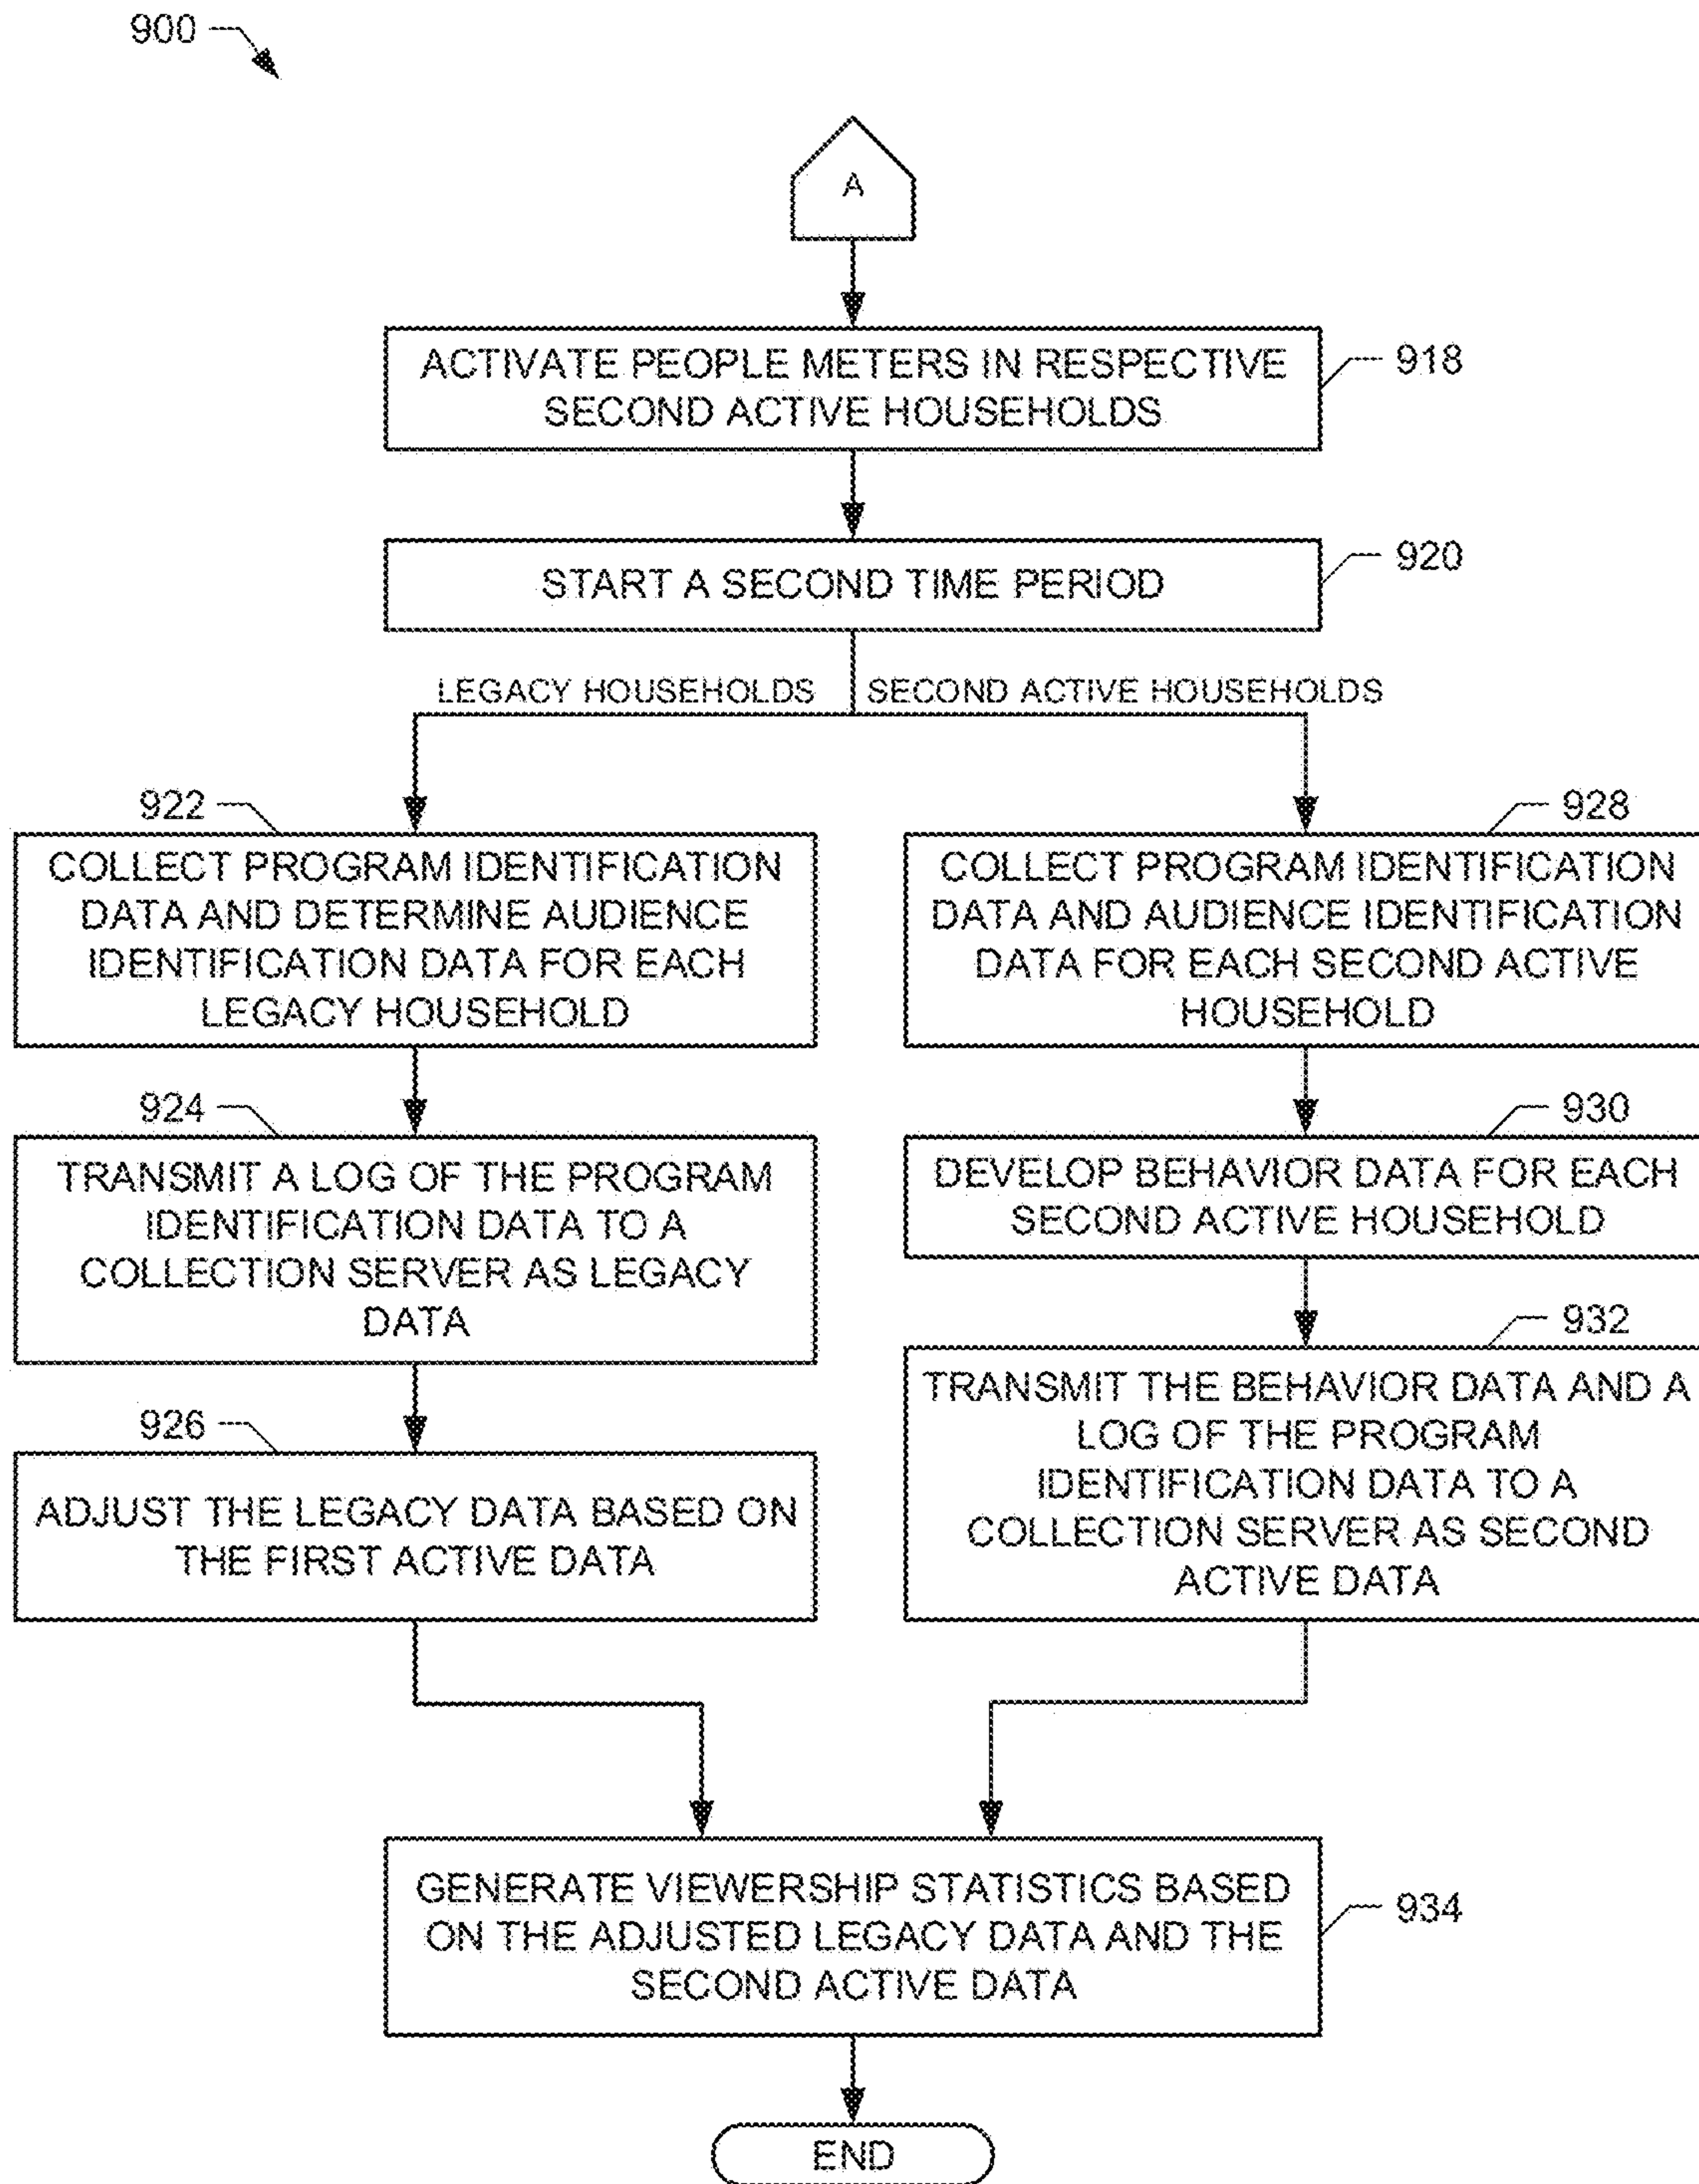 900
A
ACTIVATE PEOPLE METERS IN RESPECTIVE
SECOND ACTIVE HOUSEHOLDS
918
START A SECOND TIME PERIOD
920
LEGACY HOUSEHOLDS
SECOND ACTIVE HOUSEHOLDS
922
COLLECT PROGRAM IDENTIFICATION
DATA AND DETERMINE AUDIENCE
IDENTIFICATION DATA FOR EACH
LEGACY HOUSEHOLD
924
TRANSMIT A LOG OF THE PROGRAM
IDENTIFICATION DATA TO A
COLLECTION SERVER AS LEGACY
DATA
926
ADJUST THE LEGACY DATA BASED ON
THE FIRST ACTIVE DATA
928
COLLECT PROGRAM IDENTIFICATION
DATA AND AUDIENCE IDENTIFICATION
DATA FOR EACH SECOND ACTIVE
HOUSEHOLD
930
DEVELOP BEHAVIOR DATA FOR EACH
SECOND ACTIVE HOUSEHOLD
932
TRANSMIT THE BEHAVIOR DATA AND A
LOG OF THE PROGRAM
IDENTIFICATION DATA TO A
COLLECTION SERVER AS SECOND
ACTIVE DATA
GENERATE VIEWERSHIP STATISTICS BASED
ON THE ADJUSTED LEGACY DATA AND THE
SECOND ACTIVE DATA
934
END